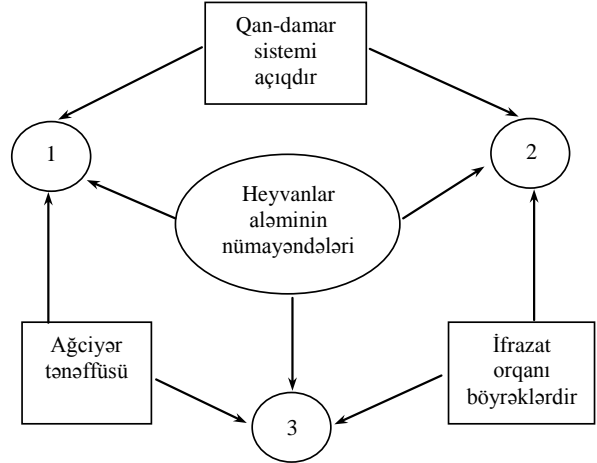 Qan-damar
sistemi
açıqdır
1
2
Heyvanlar
aləminin
nümayəndələri
Ağciyər
tənəffüsü
İfrazat
orqanı
böyrəklərdir
3